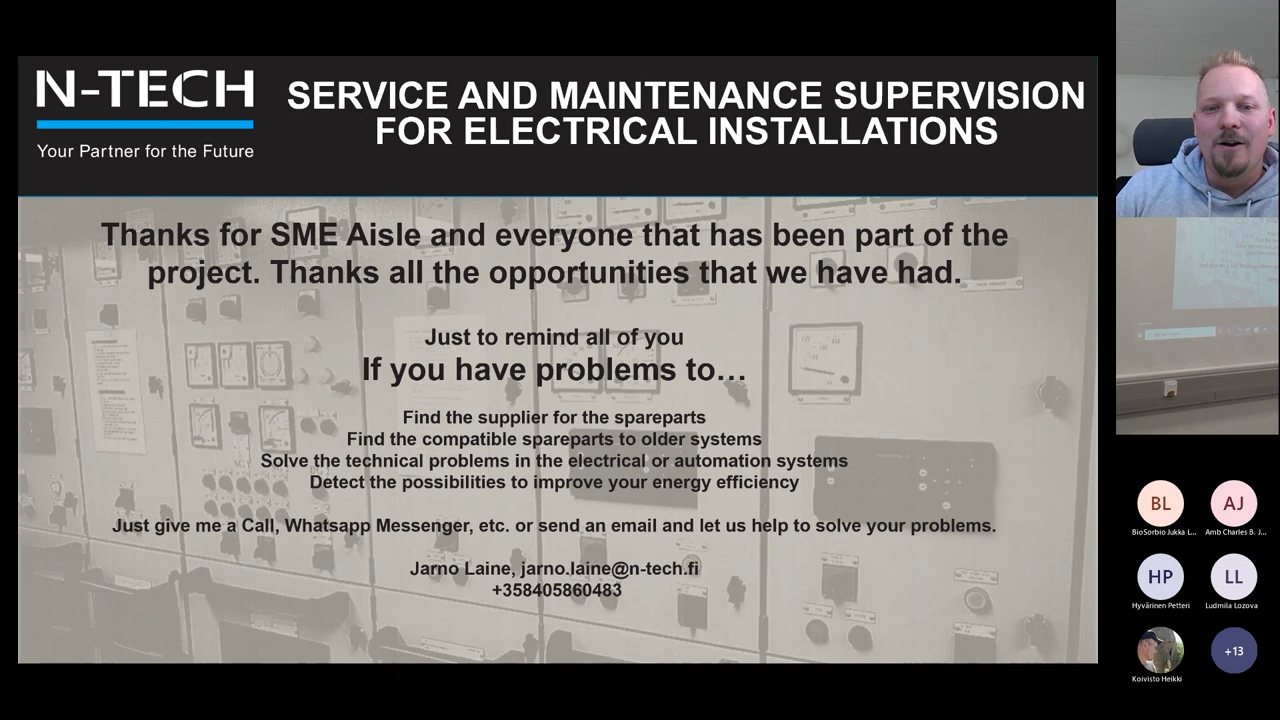 N-TECH
Your Partner for the Future
SERVICE AND MAINTENANCE SUPERVISION
FOR ELECTRICAL INSTALLATIONS
Thanks for SME Aisle and everyone that has been part of the
project. Thanks all the opportunities that we have had.
Just to remind all of you
If you have problems to...
Find the supplier for the spareparts
Find the compatible spareparts to older systems
Solve the technical problems in the electrical or automation systems
Detect the possibilities to improve your energy efficiency
Just give me a Call, Whatsapp Messenger, etc. or send an email and let us help to solve your problems.
Jarno Laine, jarno.laine@n-tech.fi
+358405860483
BL
AJ
BioSorbio Jukka L...
Amb Charles B. J...
HP
LL
Hyvärinen Petteri
Ludmila Lozova
+13
Koivisto Heikki